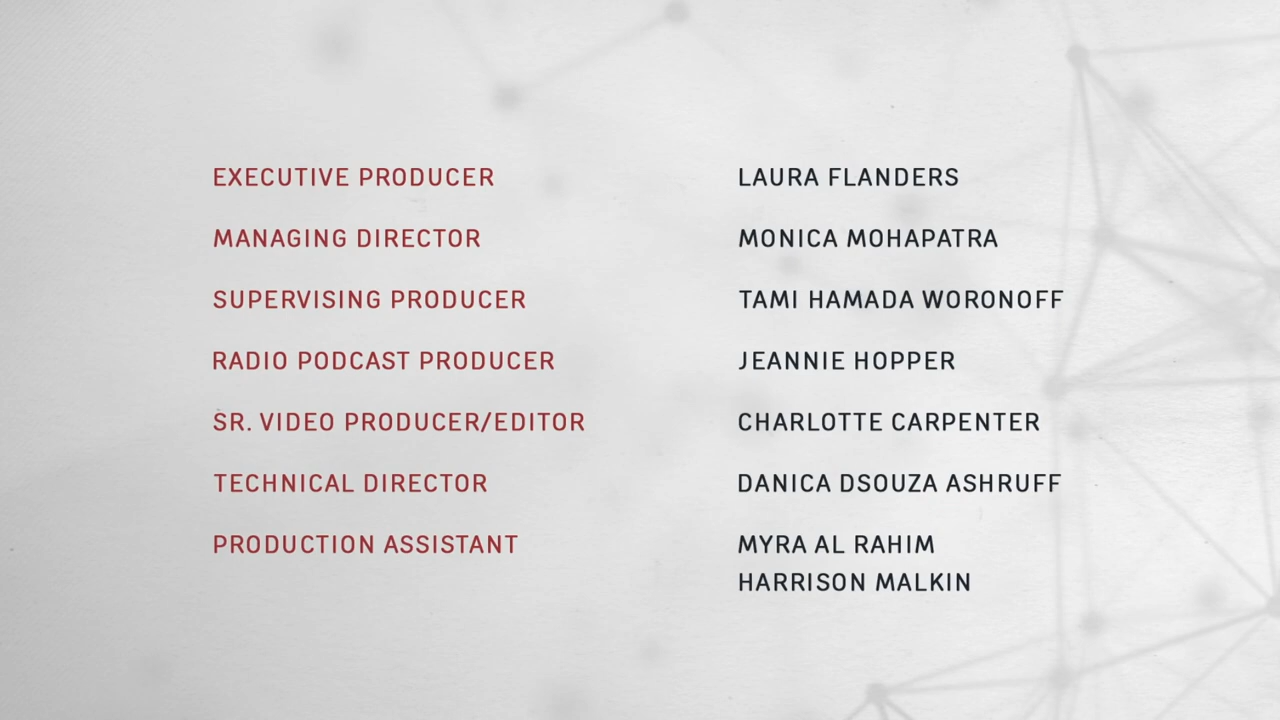 EXECUTIVE PRODUCER LAURA FLANDERS
MANAGING DIRECTOR MONICA MOHAPATRA
SUPERVISING PRODUCER TAMI HAMADA WORONOFF
RADIO PODCAST PRODUCER JEANNIE HOPPER
SR. VIDEO PRODUCER/EDITOR CHARLOTTE CARPENTER
TECHNICAL DIRECTOR DANICA DSOUZA ASHRUFF
PRODUCTION ASSISTANT MYRA AL RAHIM
HARRISON MALKIN